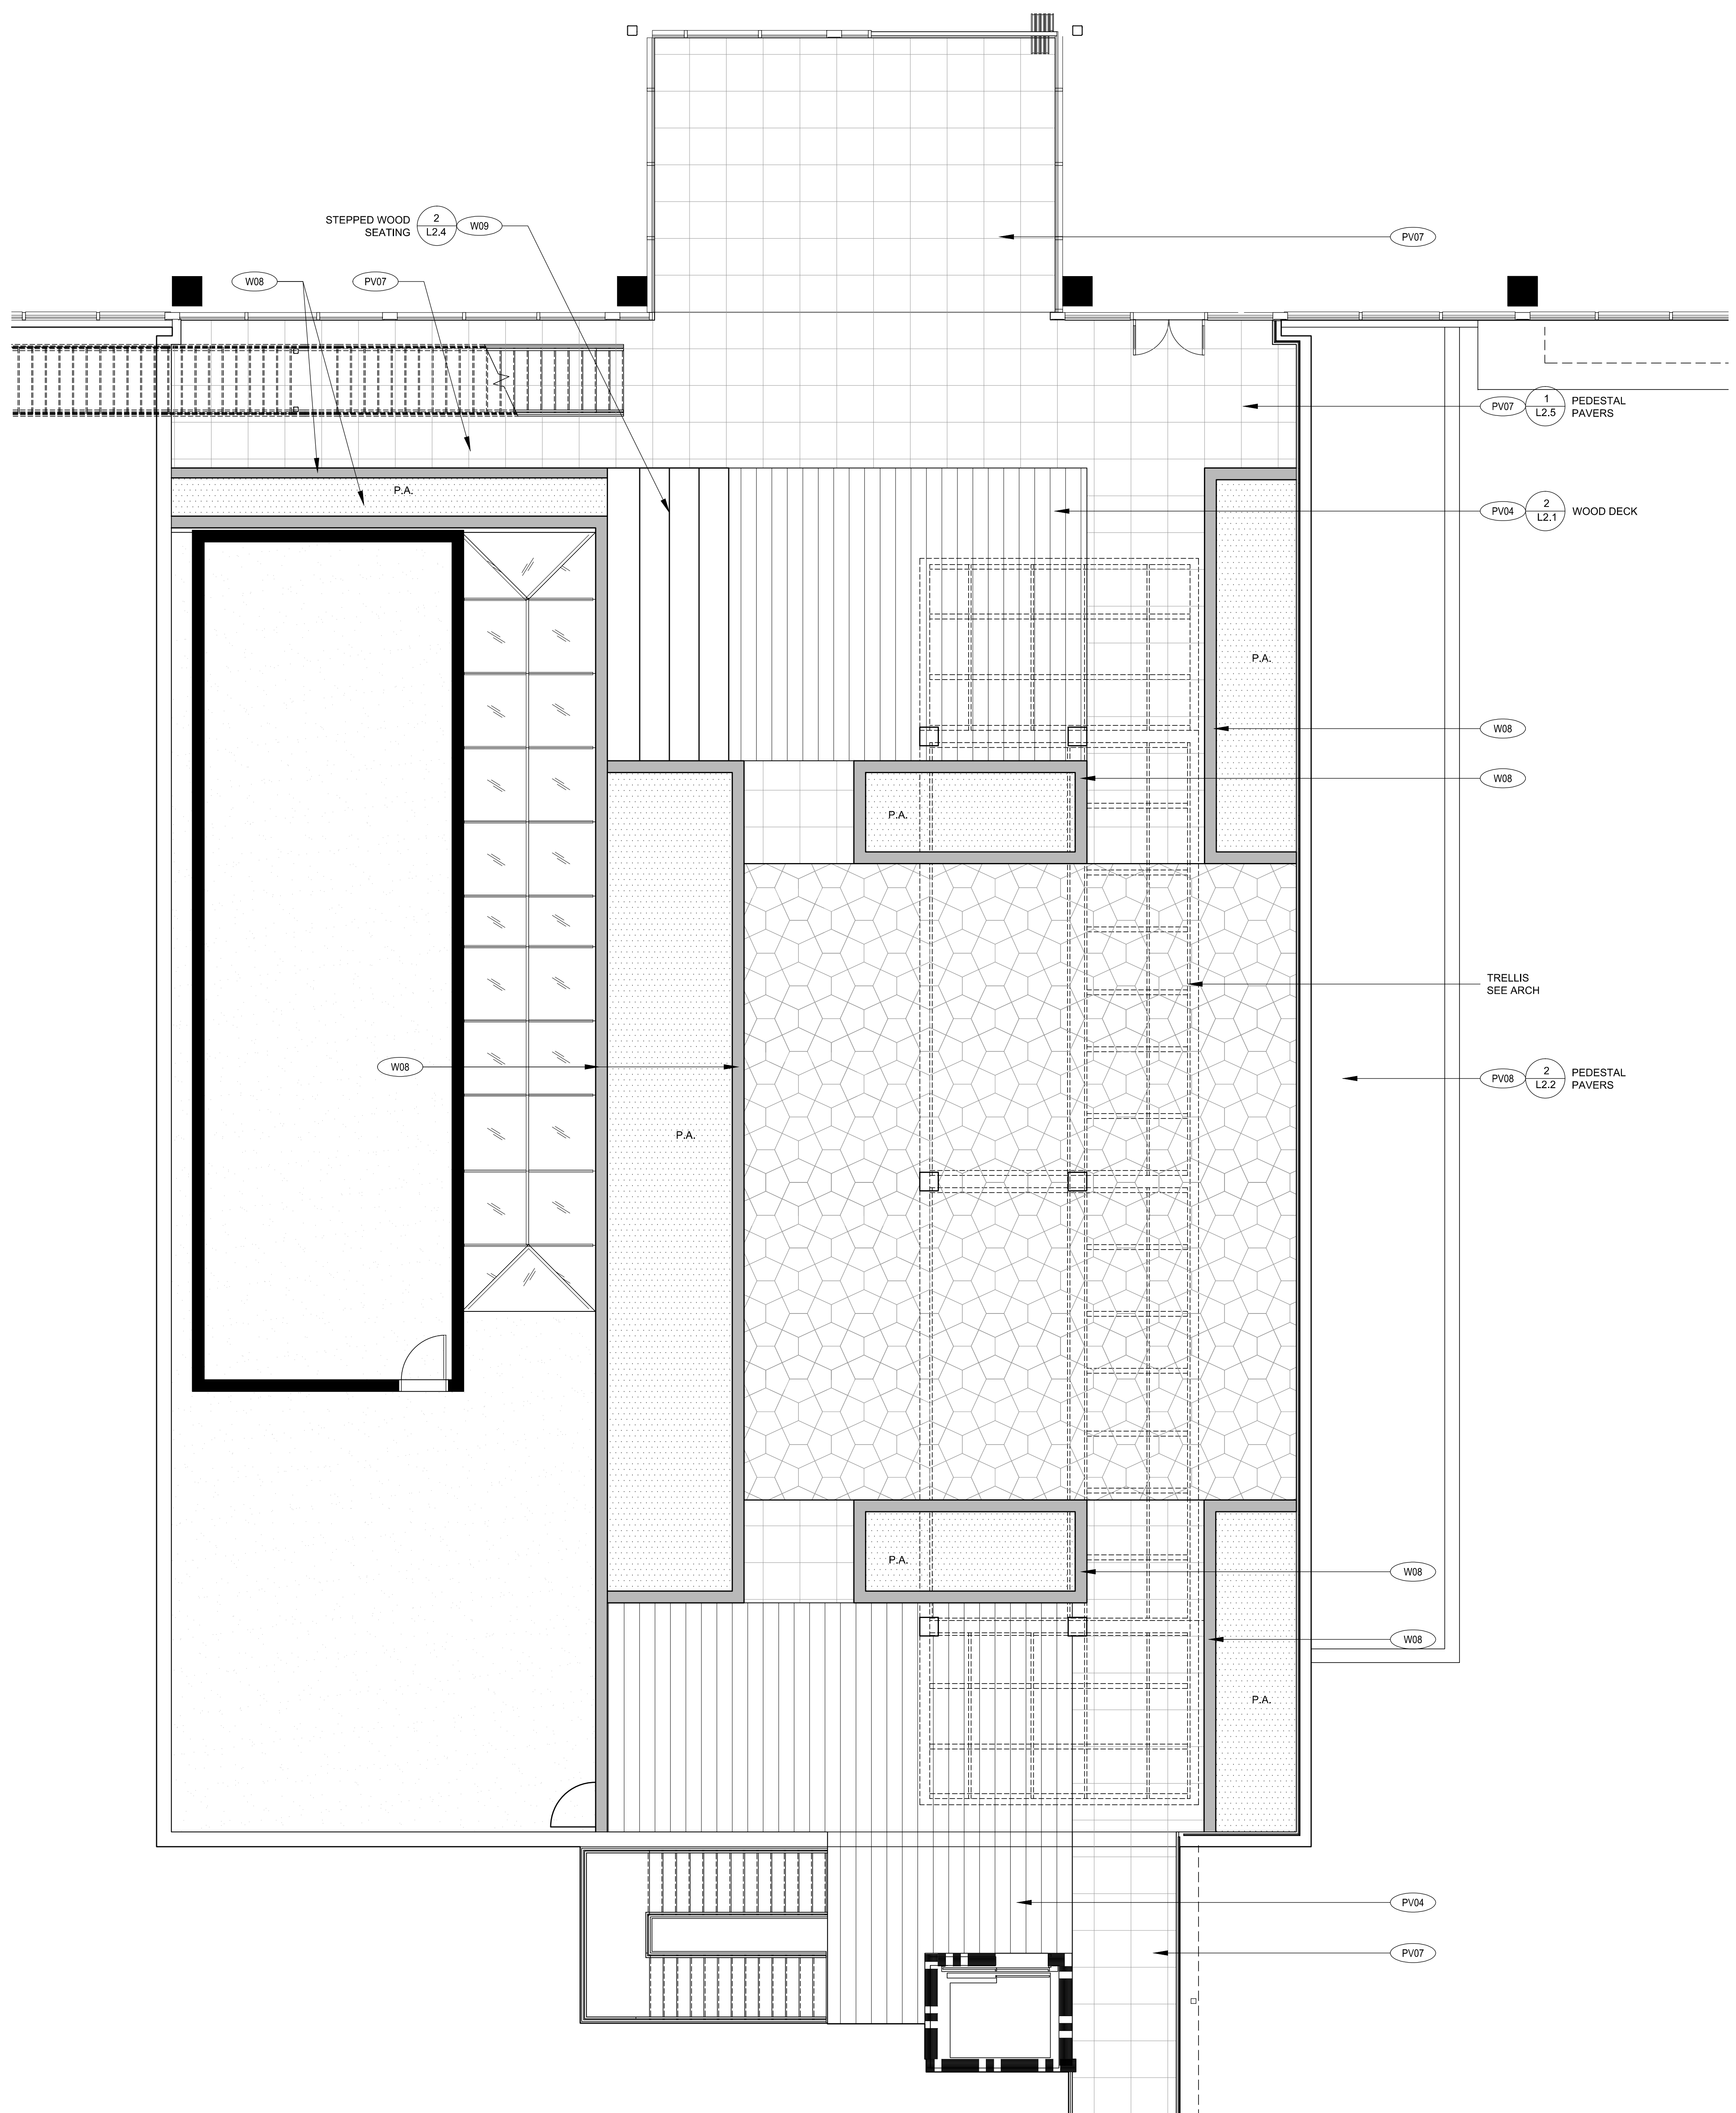 STEPPED WOOD
SEATING
2
L2.4
W09
PV07
W08
PV07
PV07
1
L2.5
PEDESTAL
PAVERS
P.A.
PV04
2
L2.1
WOOD DECK
P.A.
W08
W08
P.A.
TRELLIS
SEE ARCH
W08
PV08
2
L2.2
PEDESTAL
PAVERS
P.A.
P.A.
W08
W08
P.A.
PV04
PV07